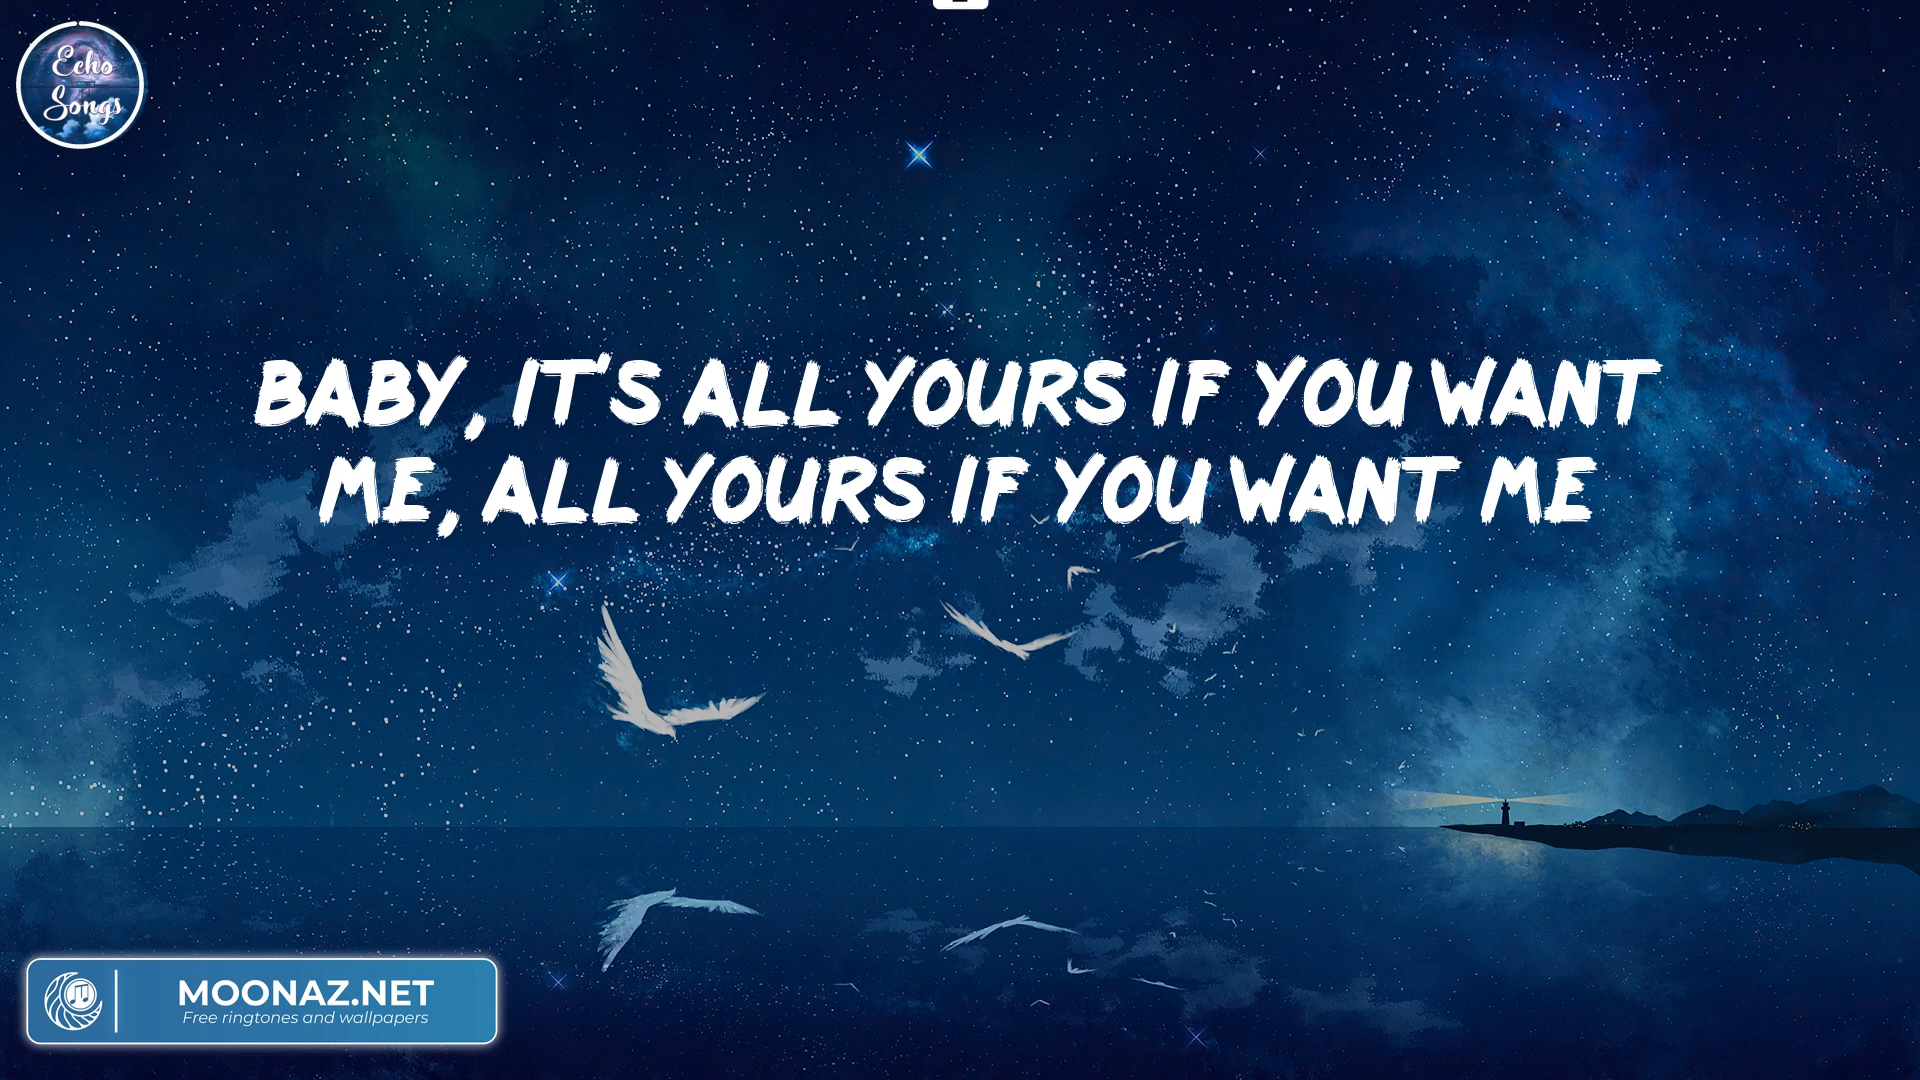 Echo
Songs
BABY, IT'S ALL YOURS IF YOU WANT
ME, ALL YOURS IF YOU WANT ME
MOONAZ.NET
Free ringtones and wallpapers